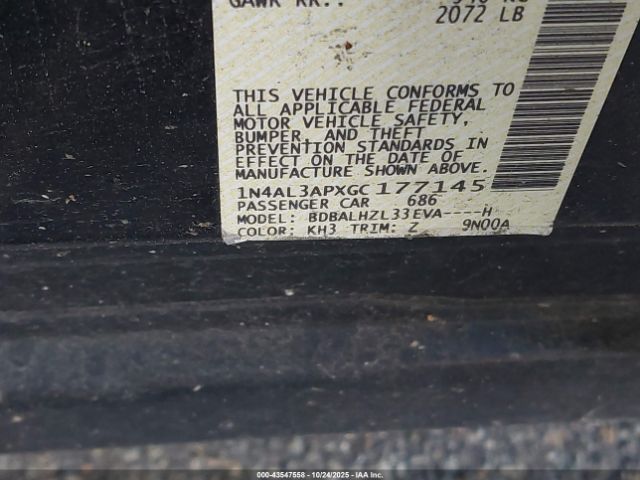 GAWR RR.:
2072 LB
THIS VEHICLE CONFORMS TO
ALL APPLICABLE FEDERAL
MOTOR VEHICLE SAFETY,
BUMPER, AND THEFT
PREVENTION STANDARDS IN
EFFECT ON THE DATE OF
MANUFACTURE SHOWN ABOVE.
1N4AL3APXGC177145
PASSENGER CAR 686
MODEL: BDBALHZL33EVA----H
COLOR: KH3 TRIM: Z 9N00A
000-43547558 - 10/24/2025 - IAA Inc.